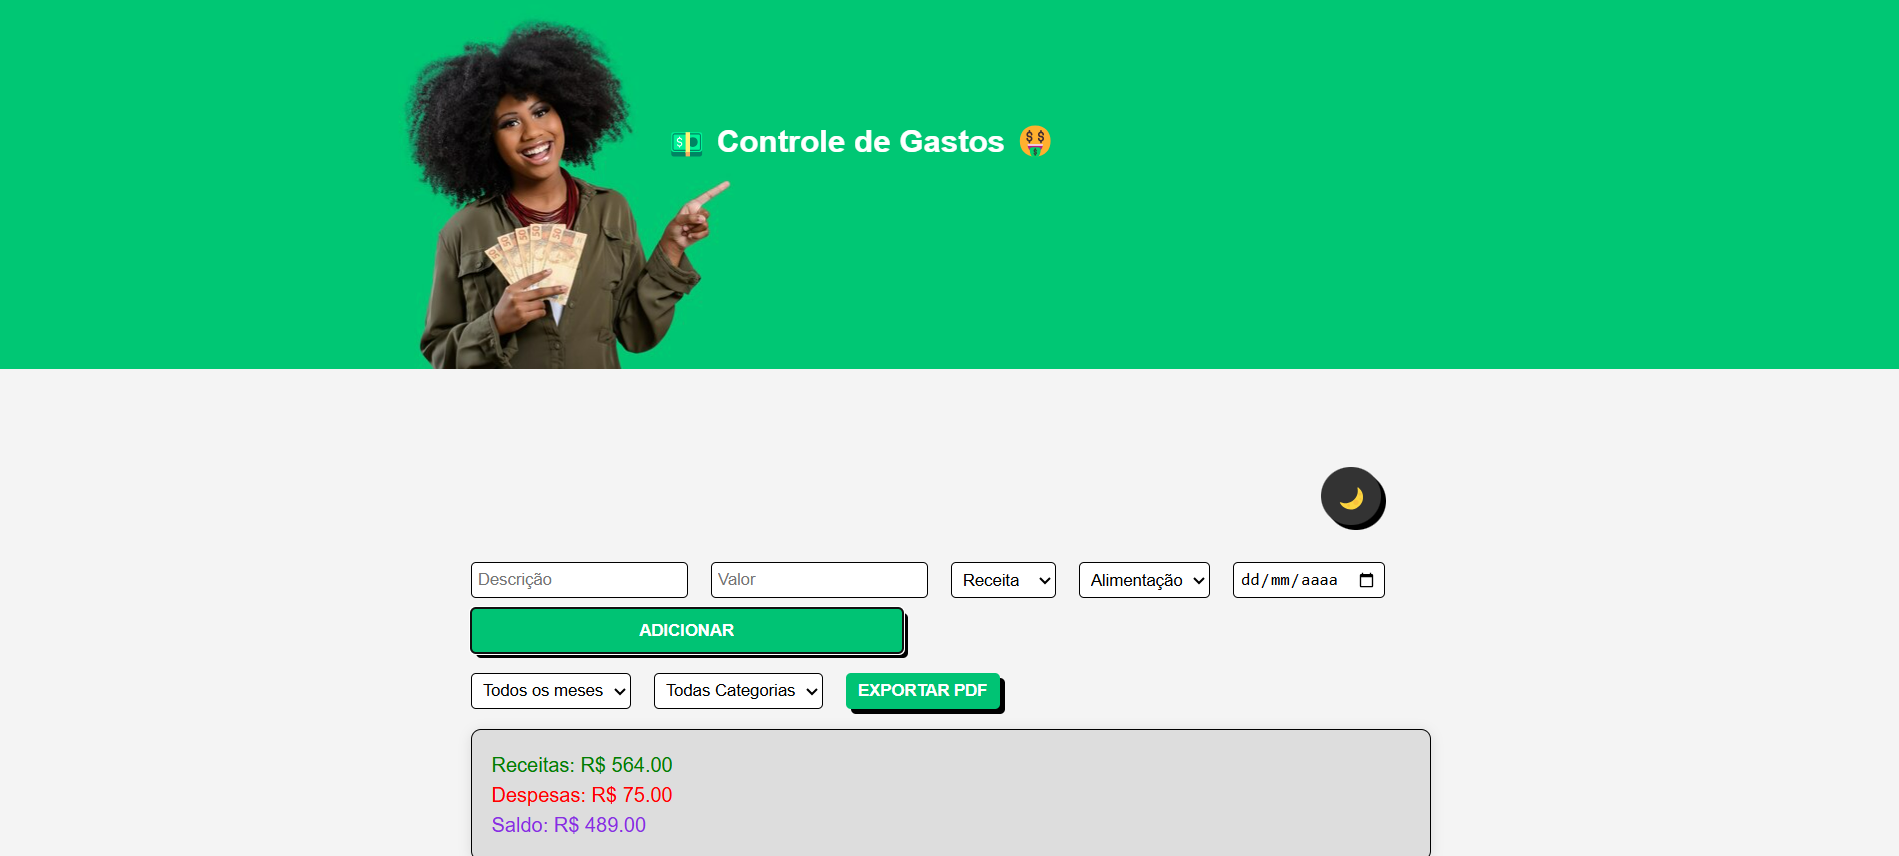 Controle de Gastos
Descrição Valor Receita Alimentação dd/mm/aaaa
ADICIONAR
Todos os meses Todas Categorias EXPORTAR PDF
Receitas: R$ 564.00
Despesas: R$ 75.00
Saldo: R$ 489.00